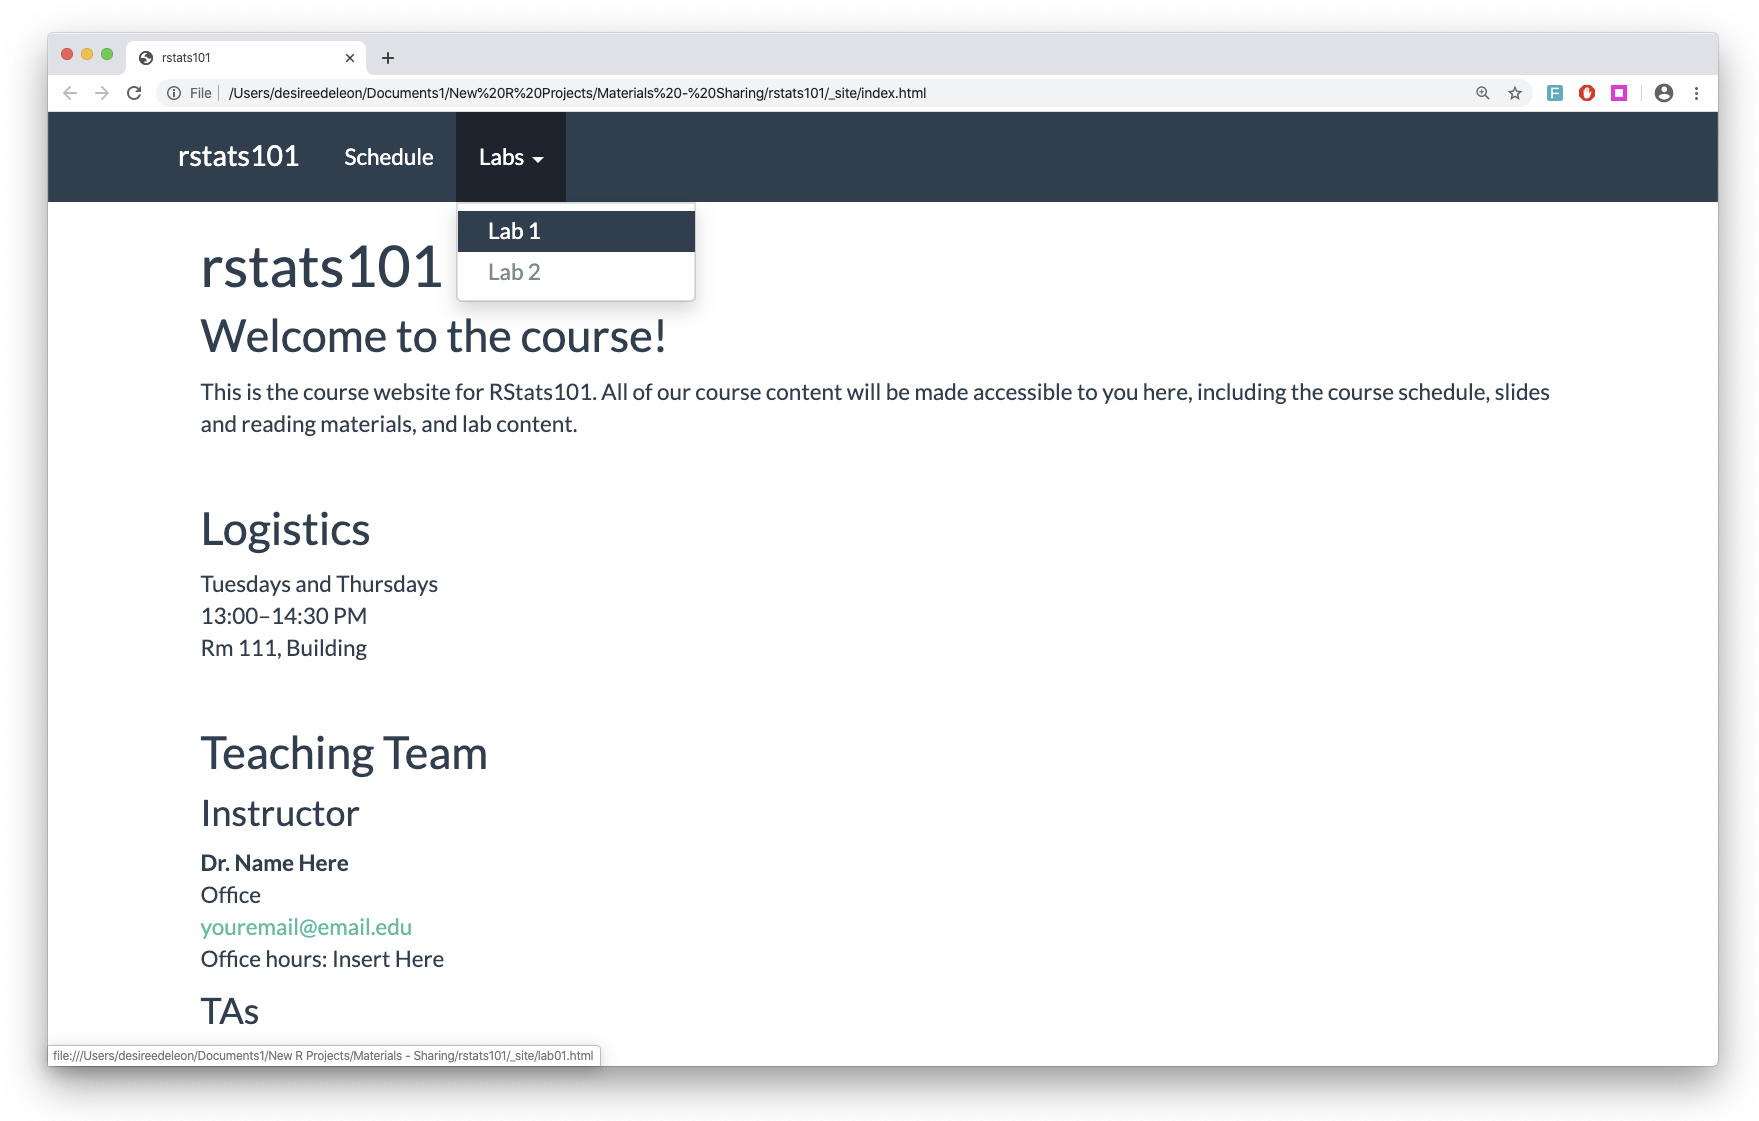 rstats101
File
/Users/desireedeleon/Documents1/New%20R%20Projects/Materials%20-%20Sharing/rstats101/_site/index.html
rstats101 Schedule Labs
Lab 1
Lab 2
rstats101
Welcome to the course!
This is the course website for RStats101. All of our course content will be made accessible to you here, including the course schedule, slides
and reading materials, and lab content.
Logistics
Tuesdays and Thursdays
13:00–14:30 PM
Rm 111, Building
Teaching Team
Instructor
Dr. Name Here
Office
youremail@email.edu
Office hours: Insert Here
TAs
file:///Users/desireedeleon/Documents1/New R Projects/Materials - Sharing/rstats101/_site/lab01.html